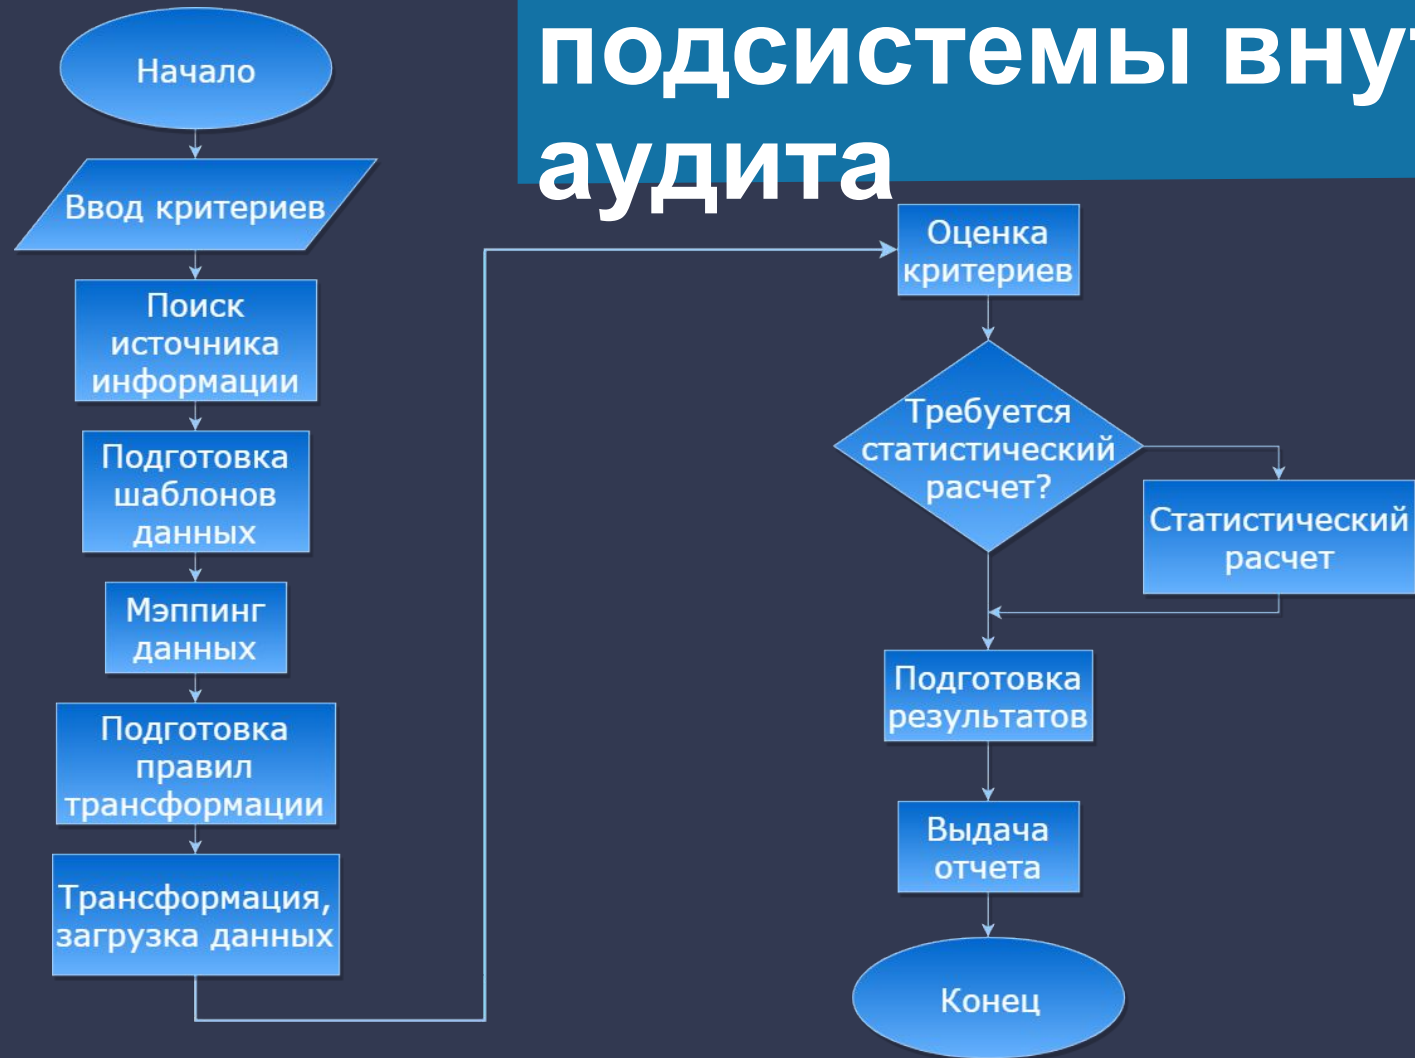 подсистемы
аудита
Начало
Ввод критериев
Поиск
источника
информации
Подготовка
шаблонов
данных
Мэппинг
данных
Подготовка
правил
трансформации
Трансформация,
загрузка данных
Оценка
критериев
Требуется
статистический
расчет?
Статистический
расчет
Подготовка
результатов
Выдача
отчета
Конец